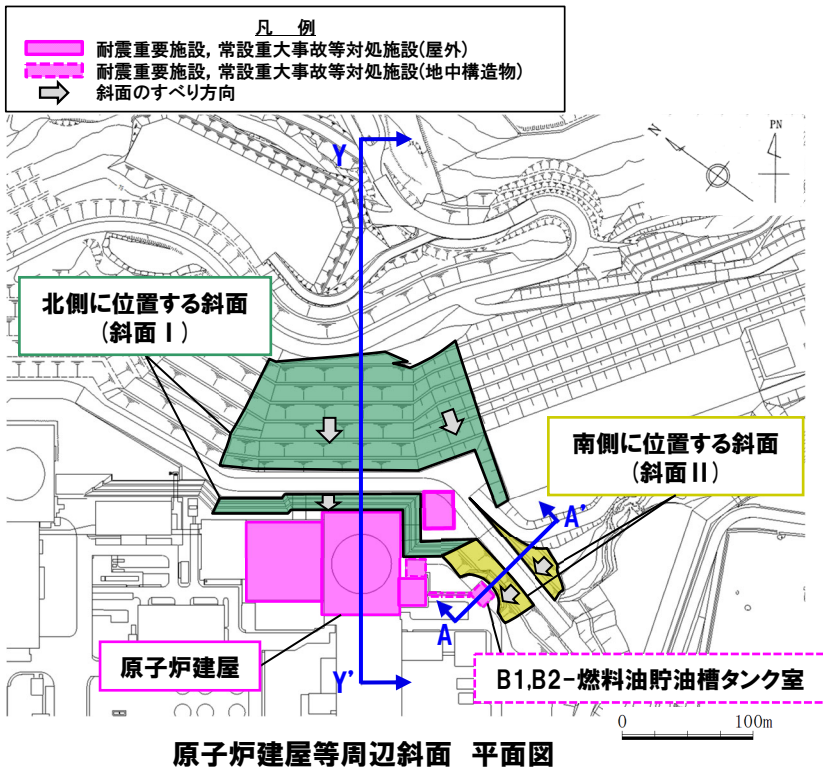 凡 例
耐震重要施設, 常設重大事故等対処施設(屋外)
耐震重要施設, 常設重大事故等対処施設(地中構造物)
斜面のすべり方向
Y
N
PN
北側に位置する斜面
(斜面Ⅰ)
南側に位置する斜面
(斜面II)
A'
A
原子炉建屋
Y'
B1,B2-燃料油貯油槽タンク室
0 100m
原子炉建屋等周辺斜面 平面図